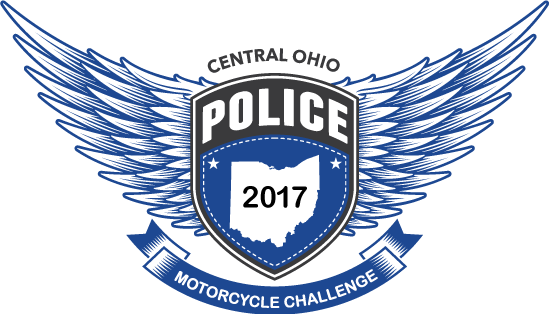 CENTRAL OHIO
POLICE
2017
MOTORCYCLE CHALLENGE